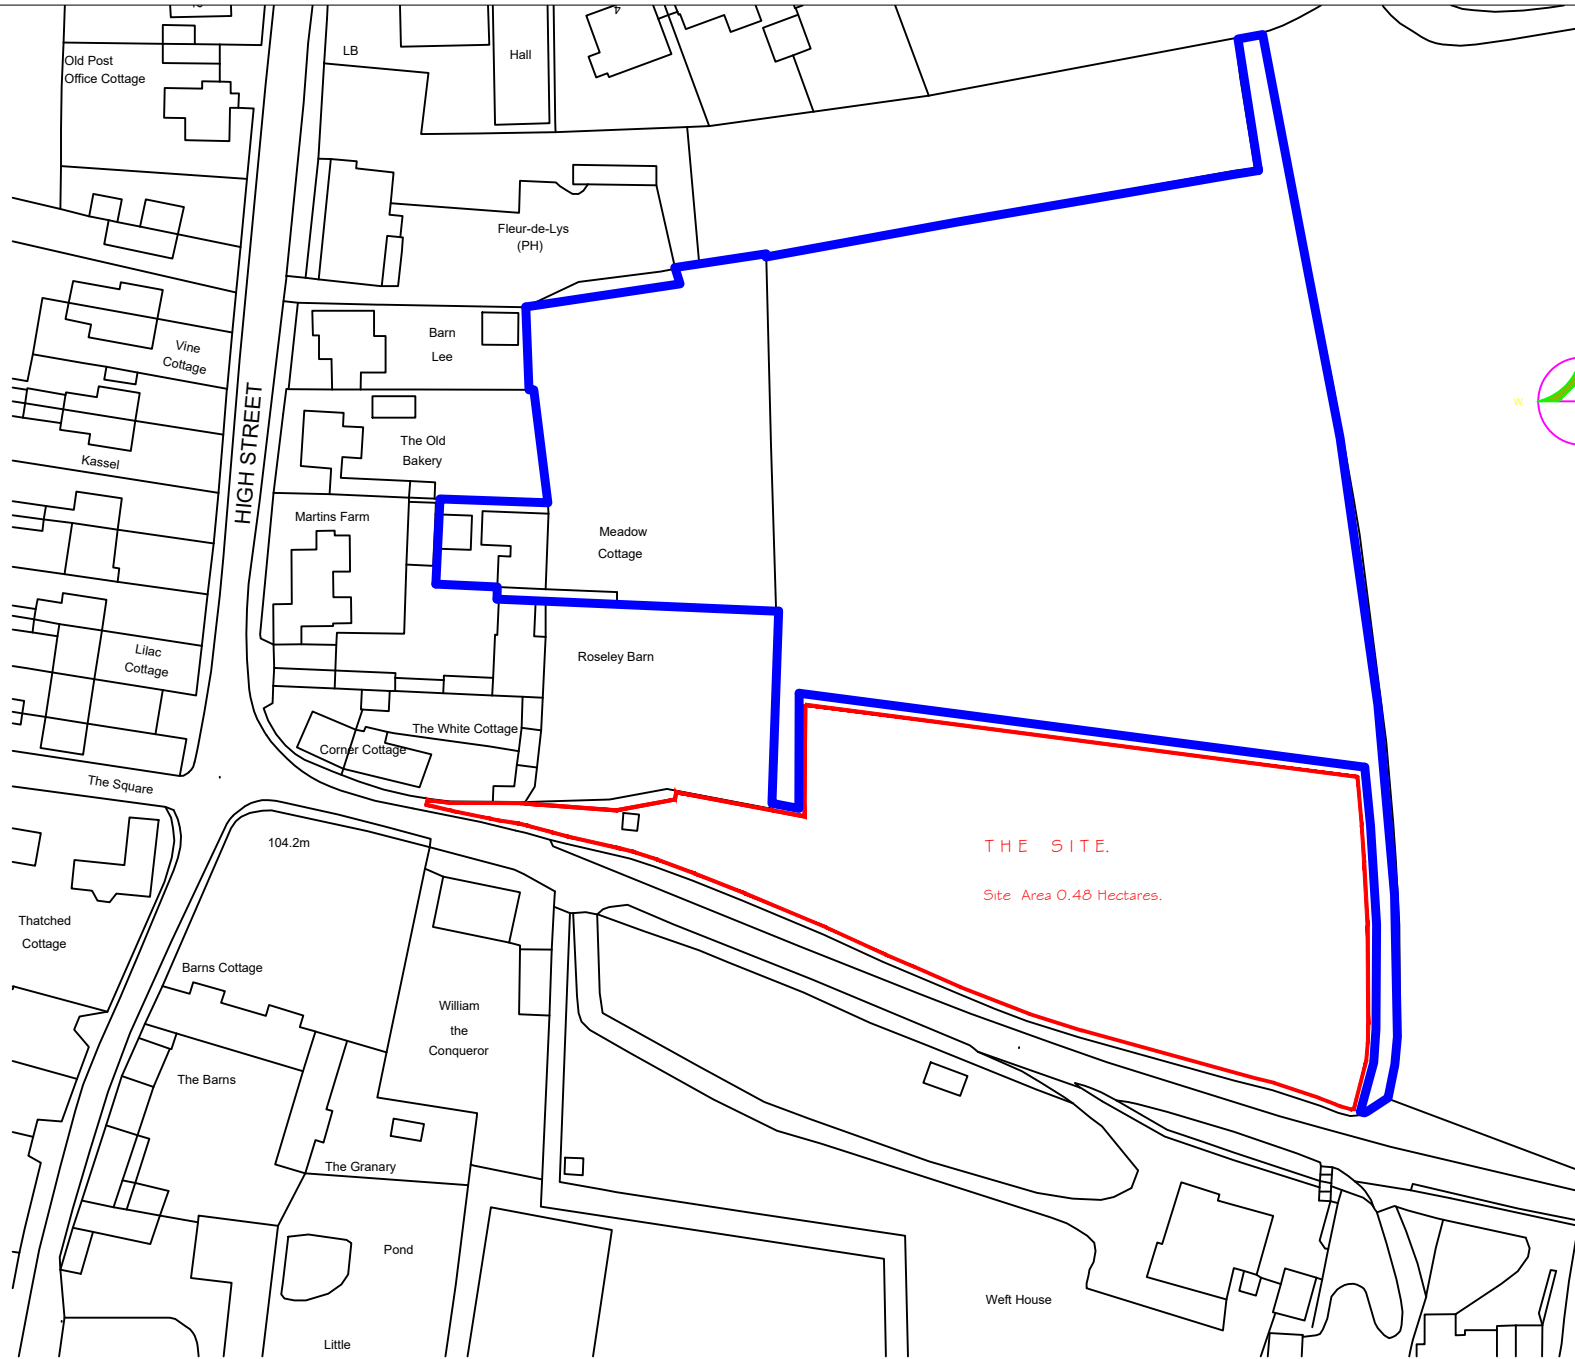 LB
Hall
Old Post
Office Cottage
Fleur-de-Lys
(PH)
Barn
Lee
Vine
Cottage
HIGH STREET
The Old
Bakery
Kassel
Martins Farm
Meadow
Cottage
W
Lilac
Cottage
Roseley Barn
The White Cottage
Corner Cottage
The Square
104.2m
THE SITE.
Site Area 0.48 Hectares.
Thatched
Cottage
Barns Cottage
William
the
Conqueror
The Barns
The Granary
Pond
Weft House
Little